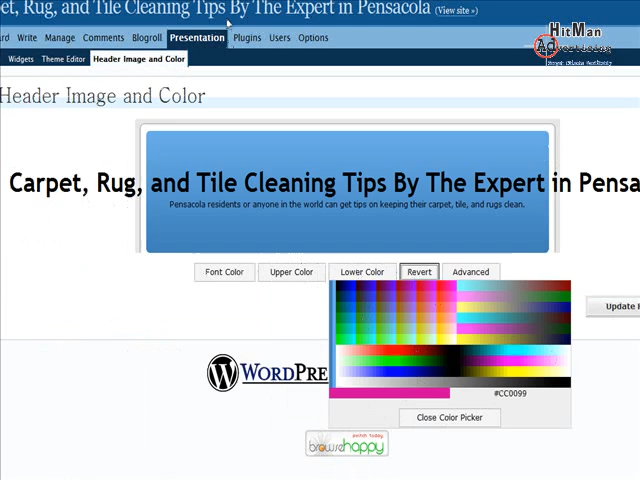 et, Rug, and Tile Cleaning Tips By The Expert in Pensacola (View site »)
HitMan
Advertising
rd Write Manage Comments Blogroll Presentation Plugins Users Options
Widgets Theme Editor Header Image and Color
Header Image and Color
Carpet, Rug, and Tile Cleaning Tips By The Expert in Pensa
Pensacola residents or anyone in the world can get tips on keeping their carpet, tile, and rugs clean.
Font Color Upper Color Lower Color Revert Advanced
Update
WORDPRE
#CC0099
Close Color Picker
browsehappy